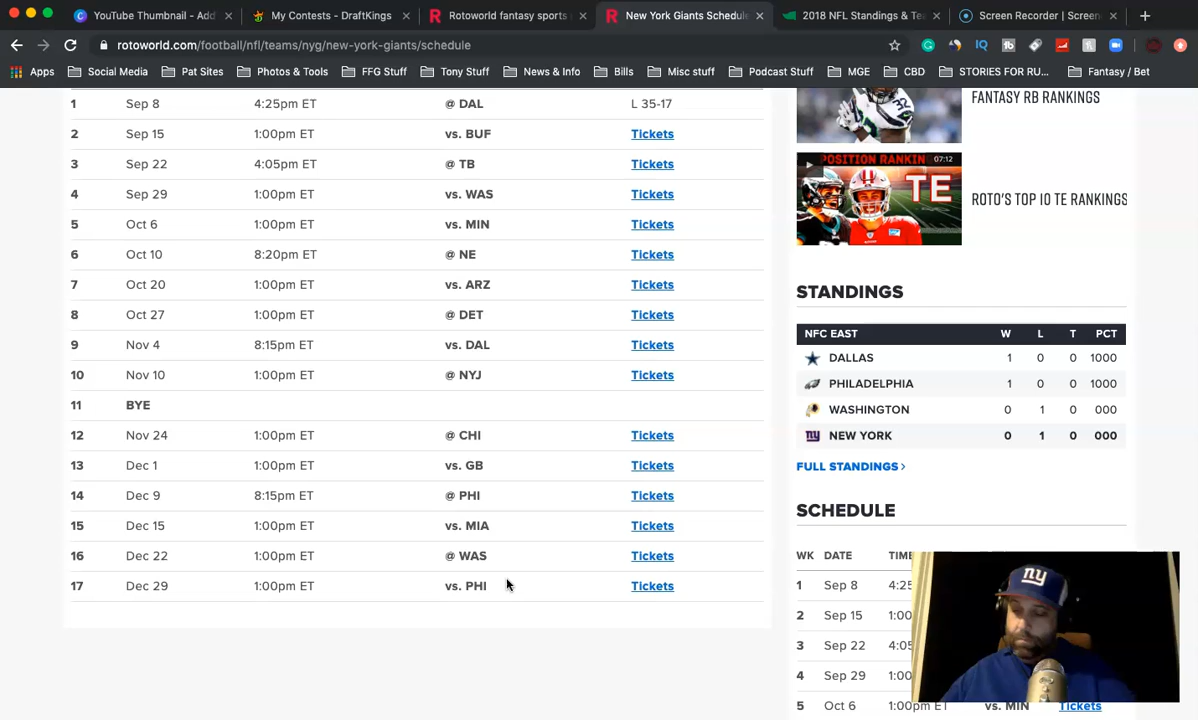 YouTube Thumbnail - Add
My Contests - DraftKings
Rotoworld fantasy sports
New York Giants Schedule
2018 NFL Standings & Te
Screen Recorder | Screen
rotoworld.com/football/nfl/teams/nyg/new-york-giants/schedule
Apps Social Media Pat Sites Photos & Tools FFG Stuff Tony Stuff News & Info Bills Misc stuff Podcast Stuff MGE CBD STORIES FOR RU... Fantasy / Bet
1 Sep 8 4:25pm ET @ DAL L 35-17
2 Sep 15 1:00pm ET vs. BUF Tickets
3 Sep 22 4:05pm ET @ TB Tickets
4 Sep 29 1:00pm ET vs. WAS Tickets
5 Oct 6 1:00pm ET vs. MIN Tickets
6 Oct 10 8:20pm ET @ NE Tickets
7 Oct 20 1:00pm ET vs. ARZ Tickets
8 Oct 27 1:00pm ET @ DET Tickets
9 Nov 4 8:15pm ET vs. DAL Tickets
10 Nov 10 1:00pm ET @ NYJ Tickets
11 BYE
12 Nov 24 1:00pm ET @ CHI Tickets
13 Dec 1 1:00pm ET vs. GB Tickets
14 Dec 9 8:15pm ET @ PHI Tickets
15 Dec 15 1:00pm ET vs. MIA Tickets
16 Dec 22 1:00pm ET @ WAS Tickets
17 Dec 29 1:00pm ET vs. PHI Tickets
FANTASY RB RANKINGS
POSITION RANKIN 07:12
TE
ROTO'S TOP 10 TE RANKINGS
STANDINGS
NFC EAST W L T PCT
DALLAS 1 0 0 1000
PHILADELPHIA 1 0 0 1000
WASHINGTON 0 1 0 000
NEW YORK 0 1 0 000
FULL STANDINGS >
SCHEDULE
WK DATE TIME
1 Sep 8 4:25
2 Sep 15 1:00
3 Sep 22 4:05
4 Sep 29 1:00
5 Oct 6 1:00pm ET vs. MIN Tickets
ny